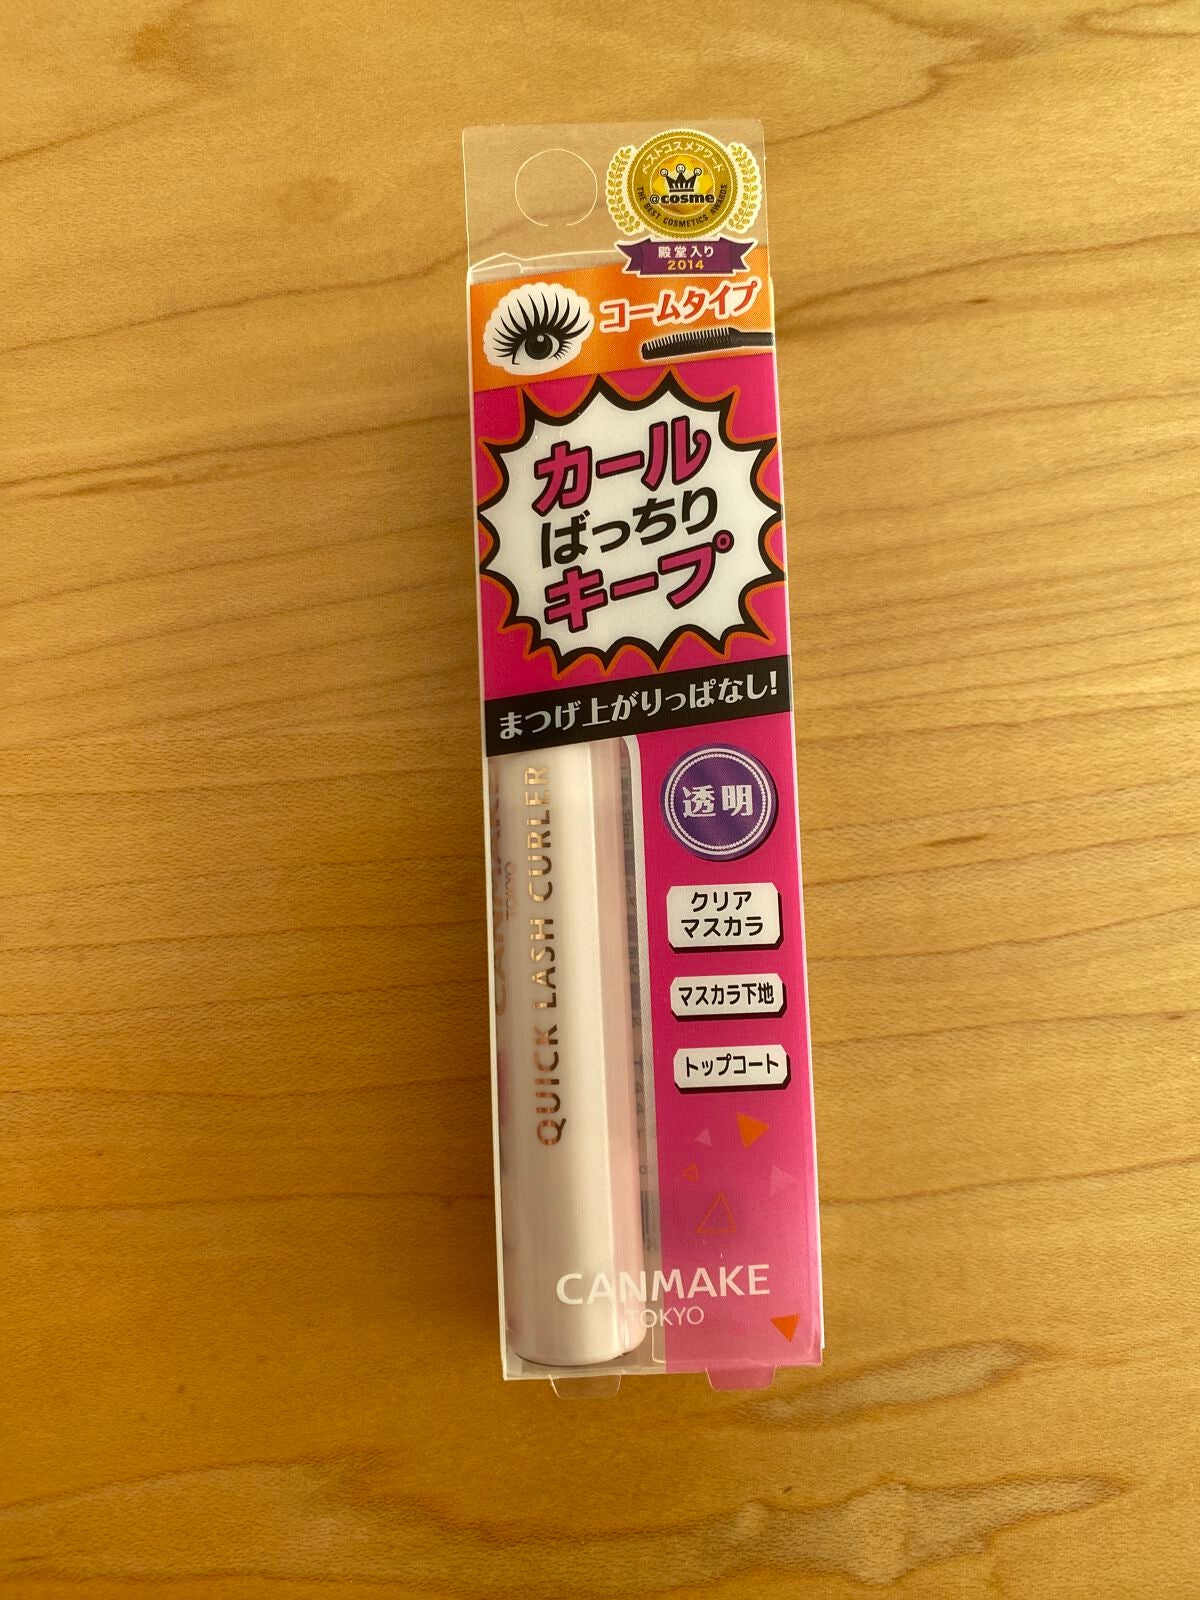 ベストコスメアワード
@cosme
THE BEST COSMETICS AWARDS
殿堂入り
2014
コームタイプ
カール
ばっちり
キープ
まつげ上がりっぱなし!
透明
クリア
マスカラ
マスカラ下地
トップコート
QUICK LASH CURLER
CANMAKE
TOKYO
CANMAKE
TOKYO